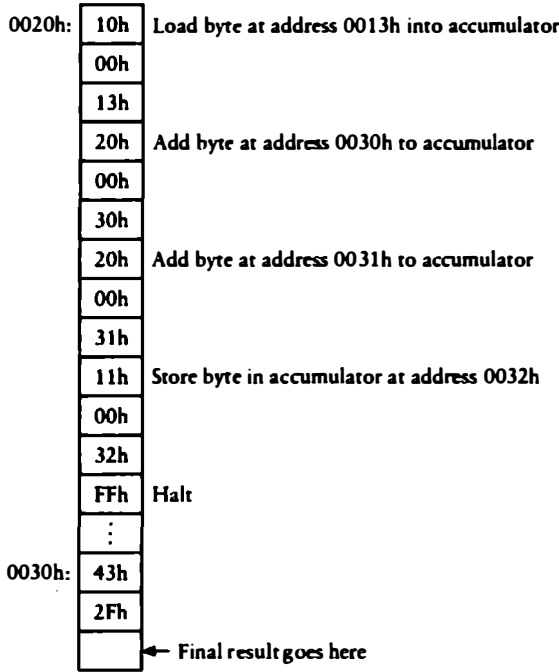 0020h: 10h Load byte at address 0013h into accumulator
00h
13h
20h Add byte at address 0030h to accumulator
00h
30h
20h Add byte at address 0031h to accumulator
00h
31h
11h Store byte in accumulator at address 0032h
00h
32h
FFh Halt
⋮
0030h: 43h
2Fh
Final result goes here